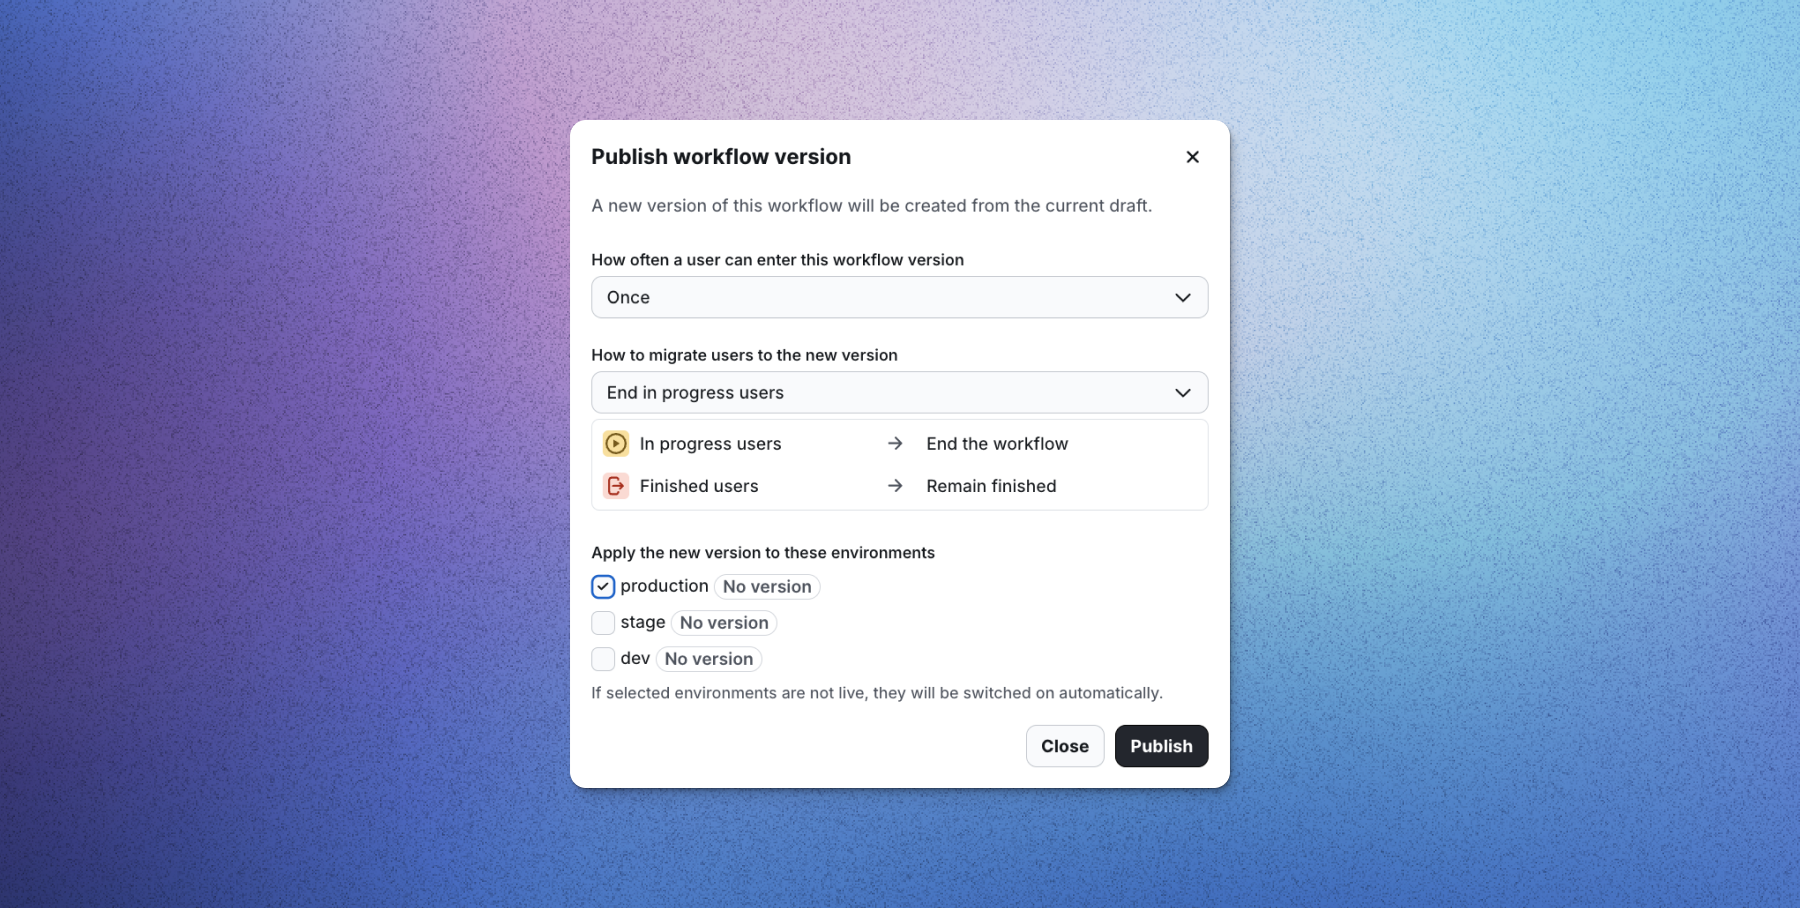 Publish workflow version
A new version of this workflow will be created from the current draft.
How often a user can enter this workflow version
Once
How to migrate users to the new version
End in progress users
In progress users → End the workflow
Finished users → Remain finished
Apply the new version to these environments
production No version
stage No version
dev No version
If selected environments are not live, they will be switched on automatically.
Close Publish